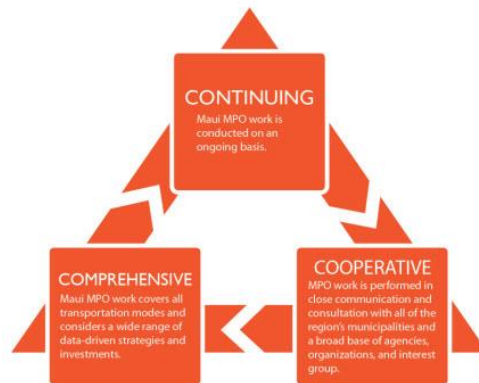 CONTINUING
Maui MPO work is
conducted on an
ongoing basis.
COMPREHENSIVE
Maui MPO work covers all
transportation modes and
considers a wide range of
data-driven strategies and
investments.
COOPERATIVE
MPO work is performed in
close communication and
consultation with all of the
region's municipalities and
a broad base of agencies,
organizations, and interest
group.